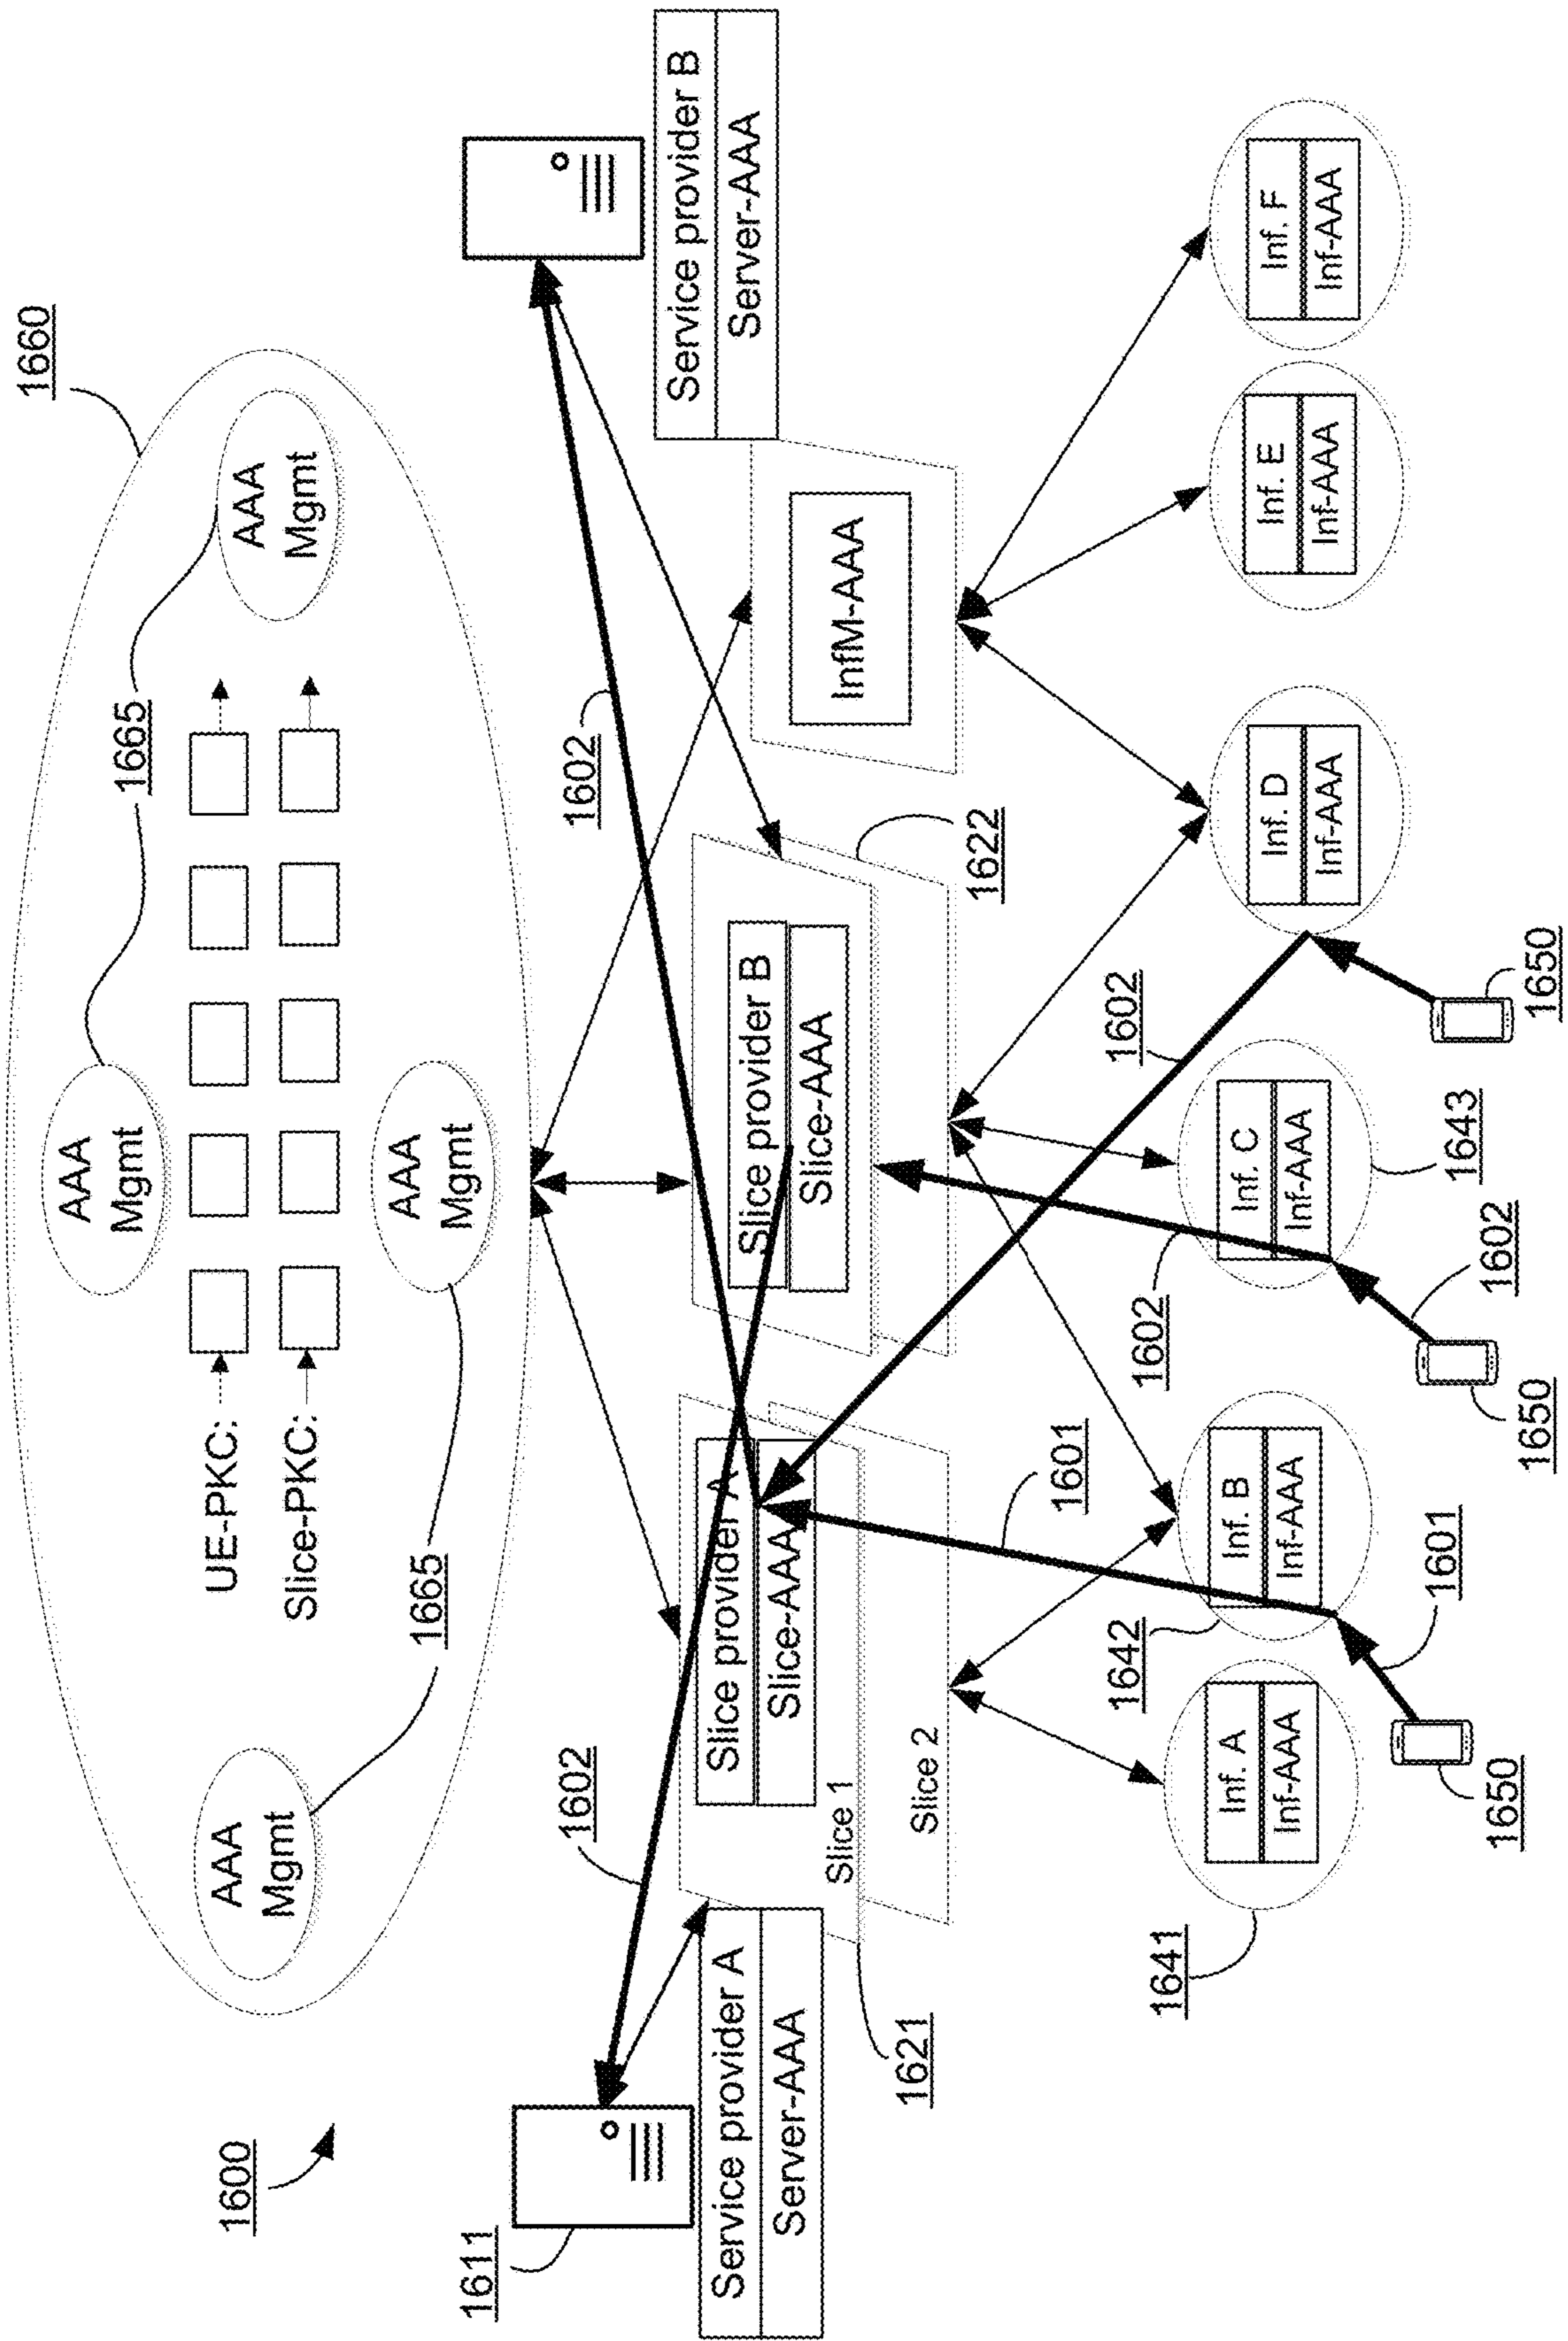 1600
1660
AAA
Mgmt
AAA
Mgmt
AAA
Mgmt
AAA
Mgmt
1665
1665
1665
UE-PKC:
Slice-PKC:
1611
Service provider A
Server-AAA
1602
1602
Service provider B
Server-AAA
Slice provider A
Slice-AAA
Slice 1
Slice 2
1621
Slice provider B
Slice-AAA
1622
InfM-AAA
1601
1602
1602
1641
Inf. A
Inf-AAA
1642
Inf. B
Inf-AAA
Inf. C
Inf-AAA
1643
Inf. D
Inf-AAA
Inf. E
Inf-AAA
Inf. F
Inf-AAA
1650
1601
1650
1602
1650